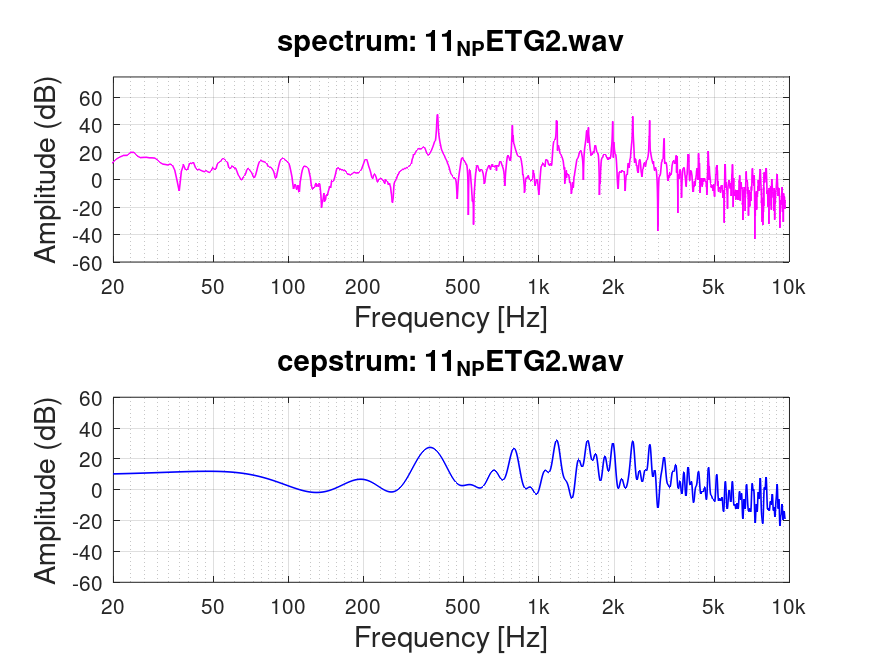 spectrum: 11NPETG2.wav
Amplitude (dB)
60
40
20
0
-20
-40
-60
20 50 100 200 500 1k 2k 5k 10k
Frequency [Hz]
cepstrum: 11NPETG2.wav
Amplitude (dB)
60
40
20
0
-20
-40
-60
20 50 100 200 500 1k 2k 5k 10k
Frequency [Hz]